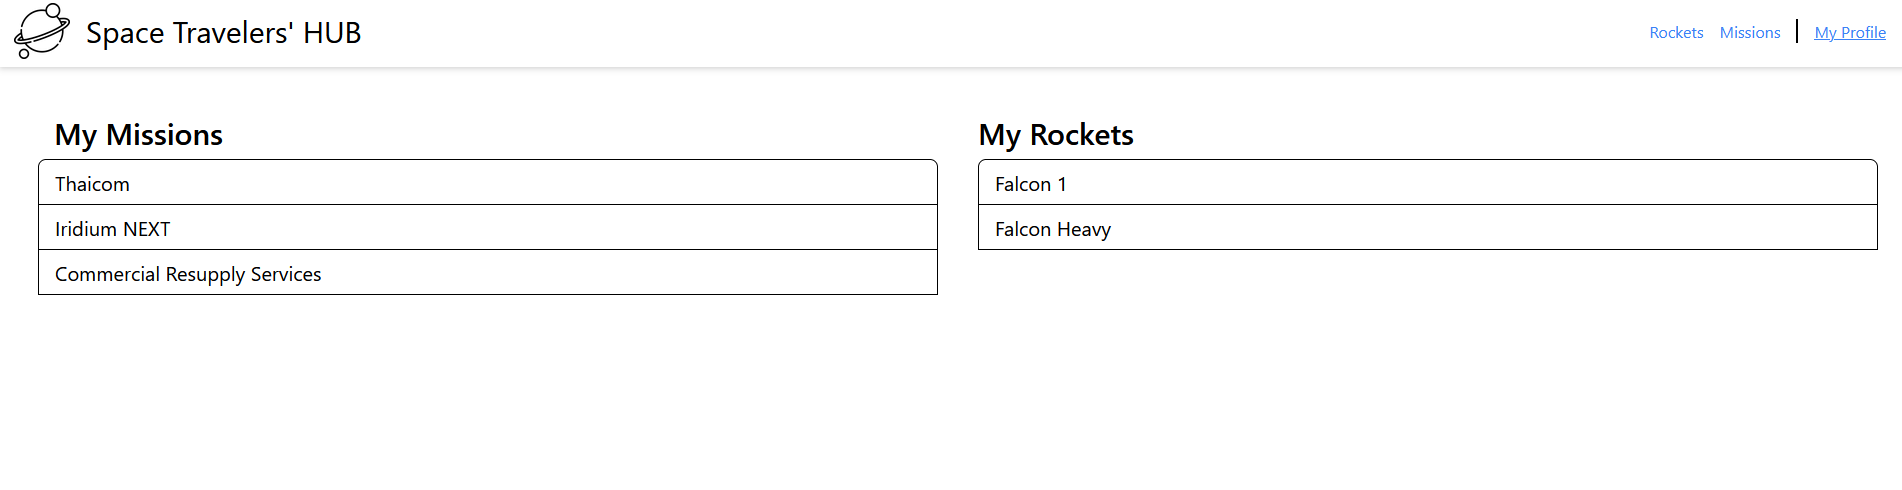 Space Travelers' HUB
Rockets Missions My Profile
My Missions
Thaicom
Iridium NEXT
Commercial Resupply Services
My Rockets
Falcon 1
Falcon Heavy